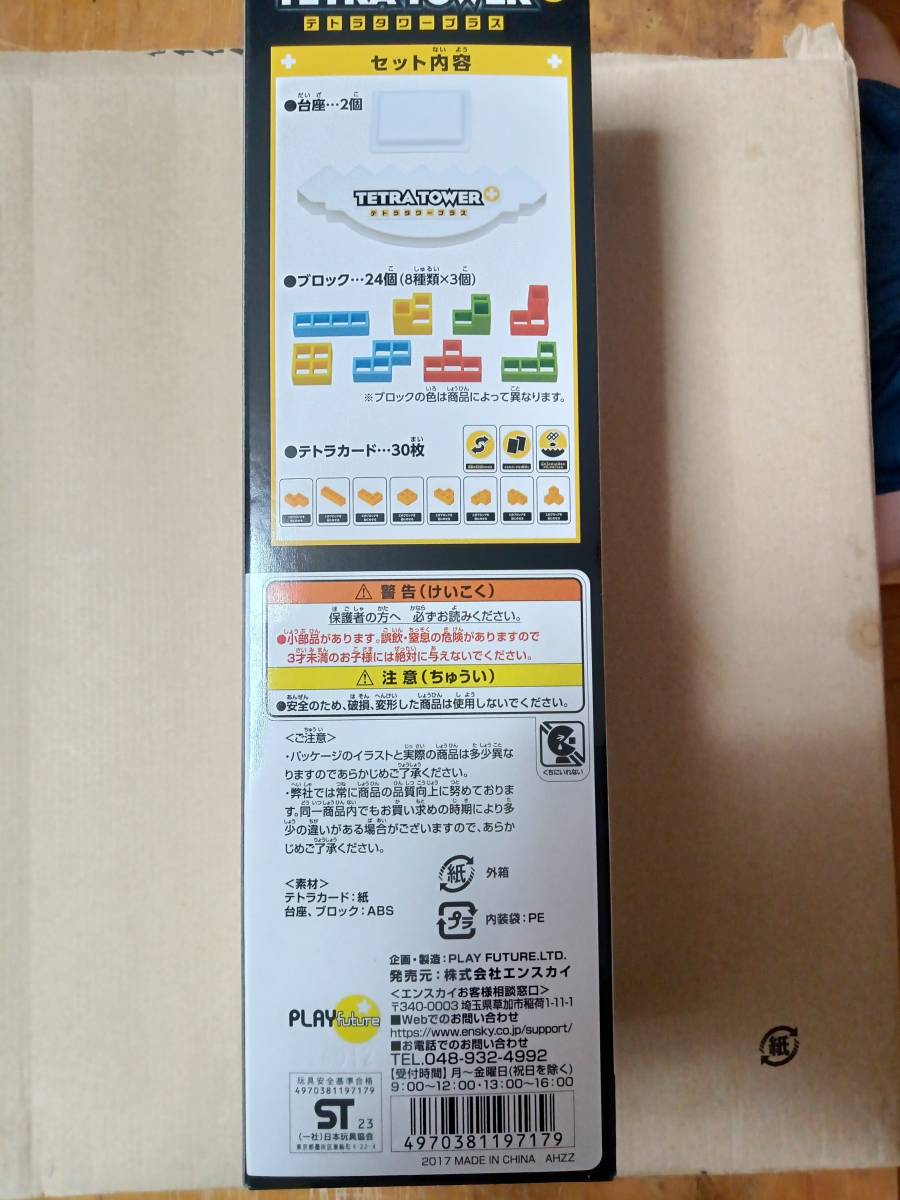 TETRA TOWER+
テトラタワープラス
セット内容
●台座…2個
TETRA TOWER+
テトラタワープラス
●ブロック…24個(8種類×3個)
※ブロックの色は商品によって異なります。
●テトラカード…30枚
⚠ 警告(けいこく)
保護者の方へ 必ずお読みください。
●小部品があります。誤飲・窒息の危険がありますので
3才未満のお子様には絶対に与えないでください。
⚠ 注意(ちゅうい)
●安全のため、破損、変形した商品は使用しないでください。
<ご注意>
・パッケージのイラストと実際の商品は多少異な
りますのであらかじめご了承ください。
・弊社では常に商品の品質向上に努めておりま
す。同一商品内でもお買い求めの時期により多
少の違いがある場合がございますので、あらか
じめご了承ください。
くちにいれない
<素材>
テトラカード:紙
台座、ブロック:ABS
紙 外箱
プラ 内装袋:PE
企画・製造:PLAY FUTURE.LTD.
発売元:株式会社エンスカイ
<エンスカイお客様相談窓口>
〒340-0003 埼玉県草加市稲荷1-11-1
■Webでのお問い合わせ
https://www.ensky.co.jp/support/
■お電話でのお問い合わせ
TEL.048-932-4992
【受付時間】月〜金曜日(祝日を除く)
9:00〜12:00・13:00〜16:00
PLAY future
玩具安全基準合格
4970381197179
ST 23
(一社)日本玩具協会
東京都墨田区東駒形4-22-4
4970381197179
2017 MADE IN CHINA AHZZ
紙